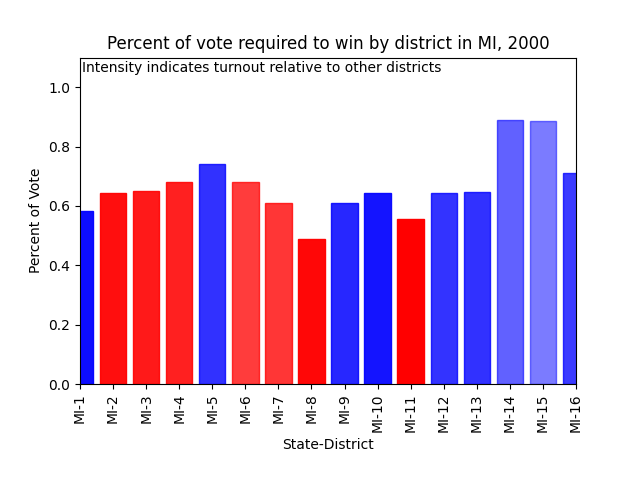 Percent of vote required to win by district in MI, 2000
Intensity indicates turnout relative to other districts
1.0
0.8
0.6
0.4
0.2
0.0
Percent of Vote
MI-1
MI-2
MI-3
MI-4
MI-5
MI-6
MI-7
MI-8
MI-9
MI-10
MI-11
MI-12
MI-13
MI-14
MI-15
MI-16
State-District